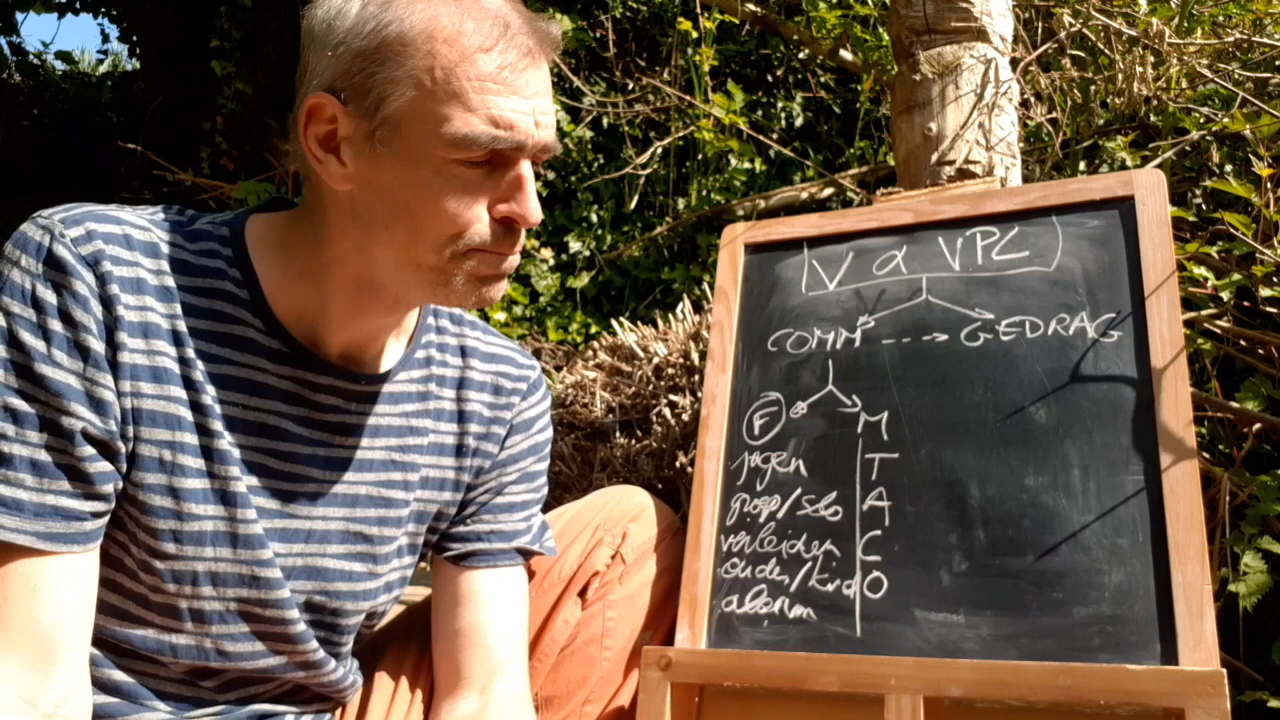 V α VPL
COMM ---> GEDRAG
F
jagen
groep/solo
verleiden
ouder/kind
alarm
M
T
A
C
O